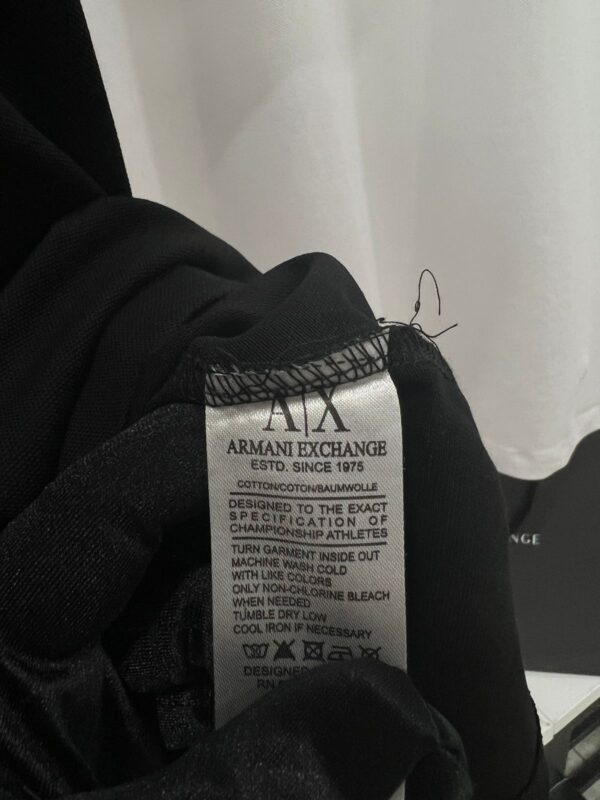 A|X
ARMANI EXCHANGE
ESTD. SINCE 1975
COTTON/COTON/BAUMWOLLE
DESIGNED TO THE EXACT
SPECIFICATION OF
CHAMPIONSHIP ATHLETES
TURN GARMENT INSIDE OUT
MACHINE WASH COLD
WITH LIKE COLORS
ONLY NON-CHLORINE BLEACH
WHEN NEEDED
TUMBLE DRY LOW
COOL IRON IF NECESSARY
DESIGNED
RN
NGE